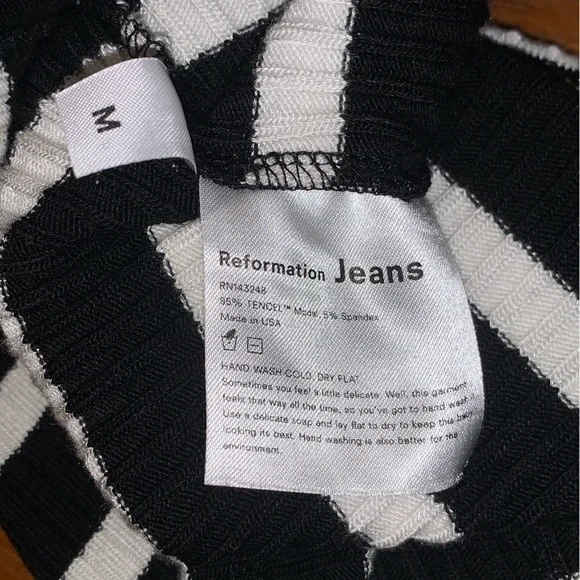 M
Reformation Jeans
RN143248
95% TENCEL™ Modal, 5% Spandex
Made in USA
HAND WASH COLD, DRY FLAT
Sometimes you feel a little delicate. Well, this garment
feels that way all the time, so you've got to hand wash it.
Use a delicate soap and lay flat to dry to keep this baby
looking its best. Hand washing is also better for the
environment.